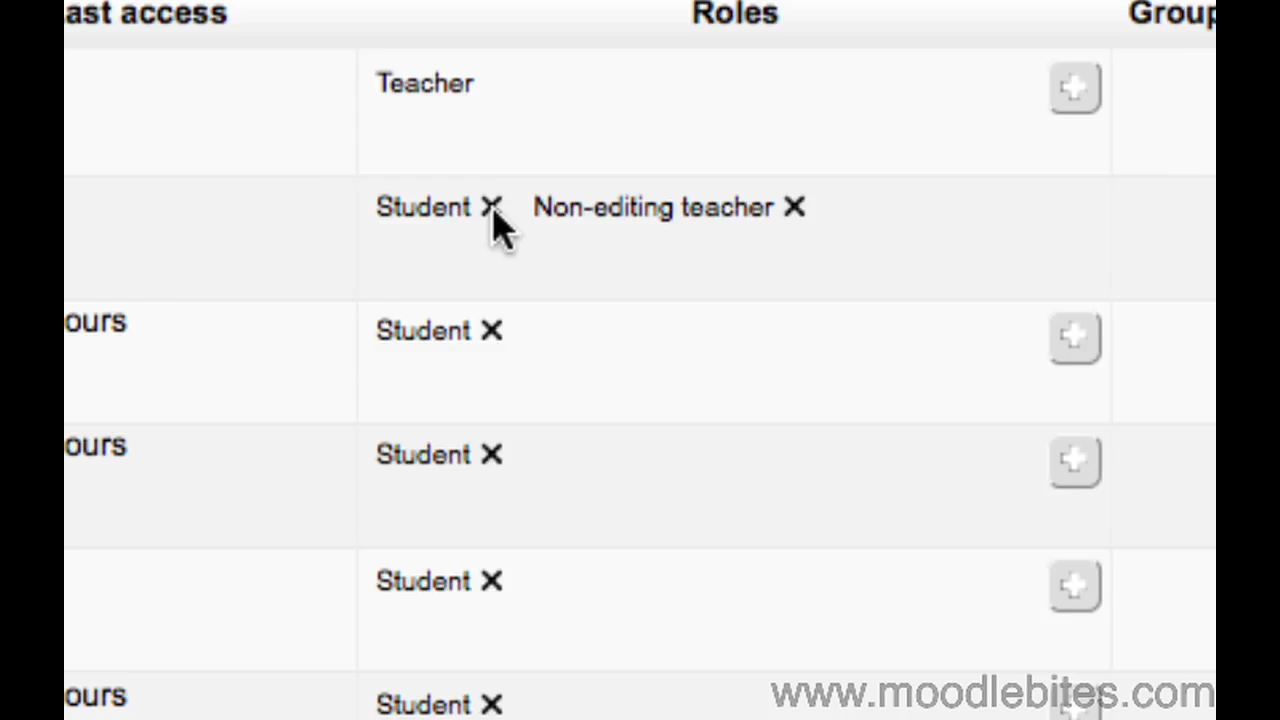 ast access Roles Group
Teacher
Student Non-editing teacher
ours Student
ours Student
Student
ours Student
www.moodlebites.com